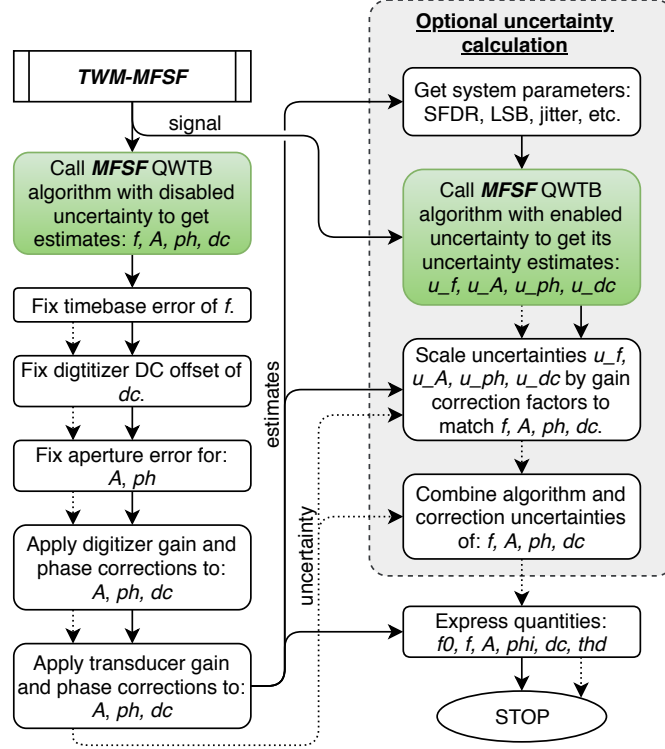 TWM-MFSF
signal
Call MFSF QWTB
algorithm with disabled
uncertainty to get
estimates: f, A, ph, dc
Fix timebase error of f.
Fix digtitizer DC offset of
dc.
Fix aperture error for:
A, ph
Apply digitizer gain and
phase corrections to:
A, ph, dc
Apply transducer gain
and phase corrections to:
A, ph, dc
estimates
uncertainty
Optional uncertainty
calculation
Get system parameters:
SFDR, LSB, jitter, etc.
Call MFSF QWTB
algorithm with enabled
uncertainty to get its
uncertainty estimates:
u_f, u_A, u_ph, u_dc
Scale uncertainties u_f,
u_A, u_ph, u_dc by gain
correction factors to
match f, A, ph, dc.
Combine algorithm and
correction uncertainties
of: f, A, ph, dc
Express quantities:
f0, f, A, phi, dc, thd
STOP